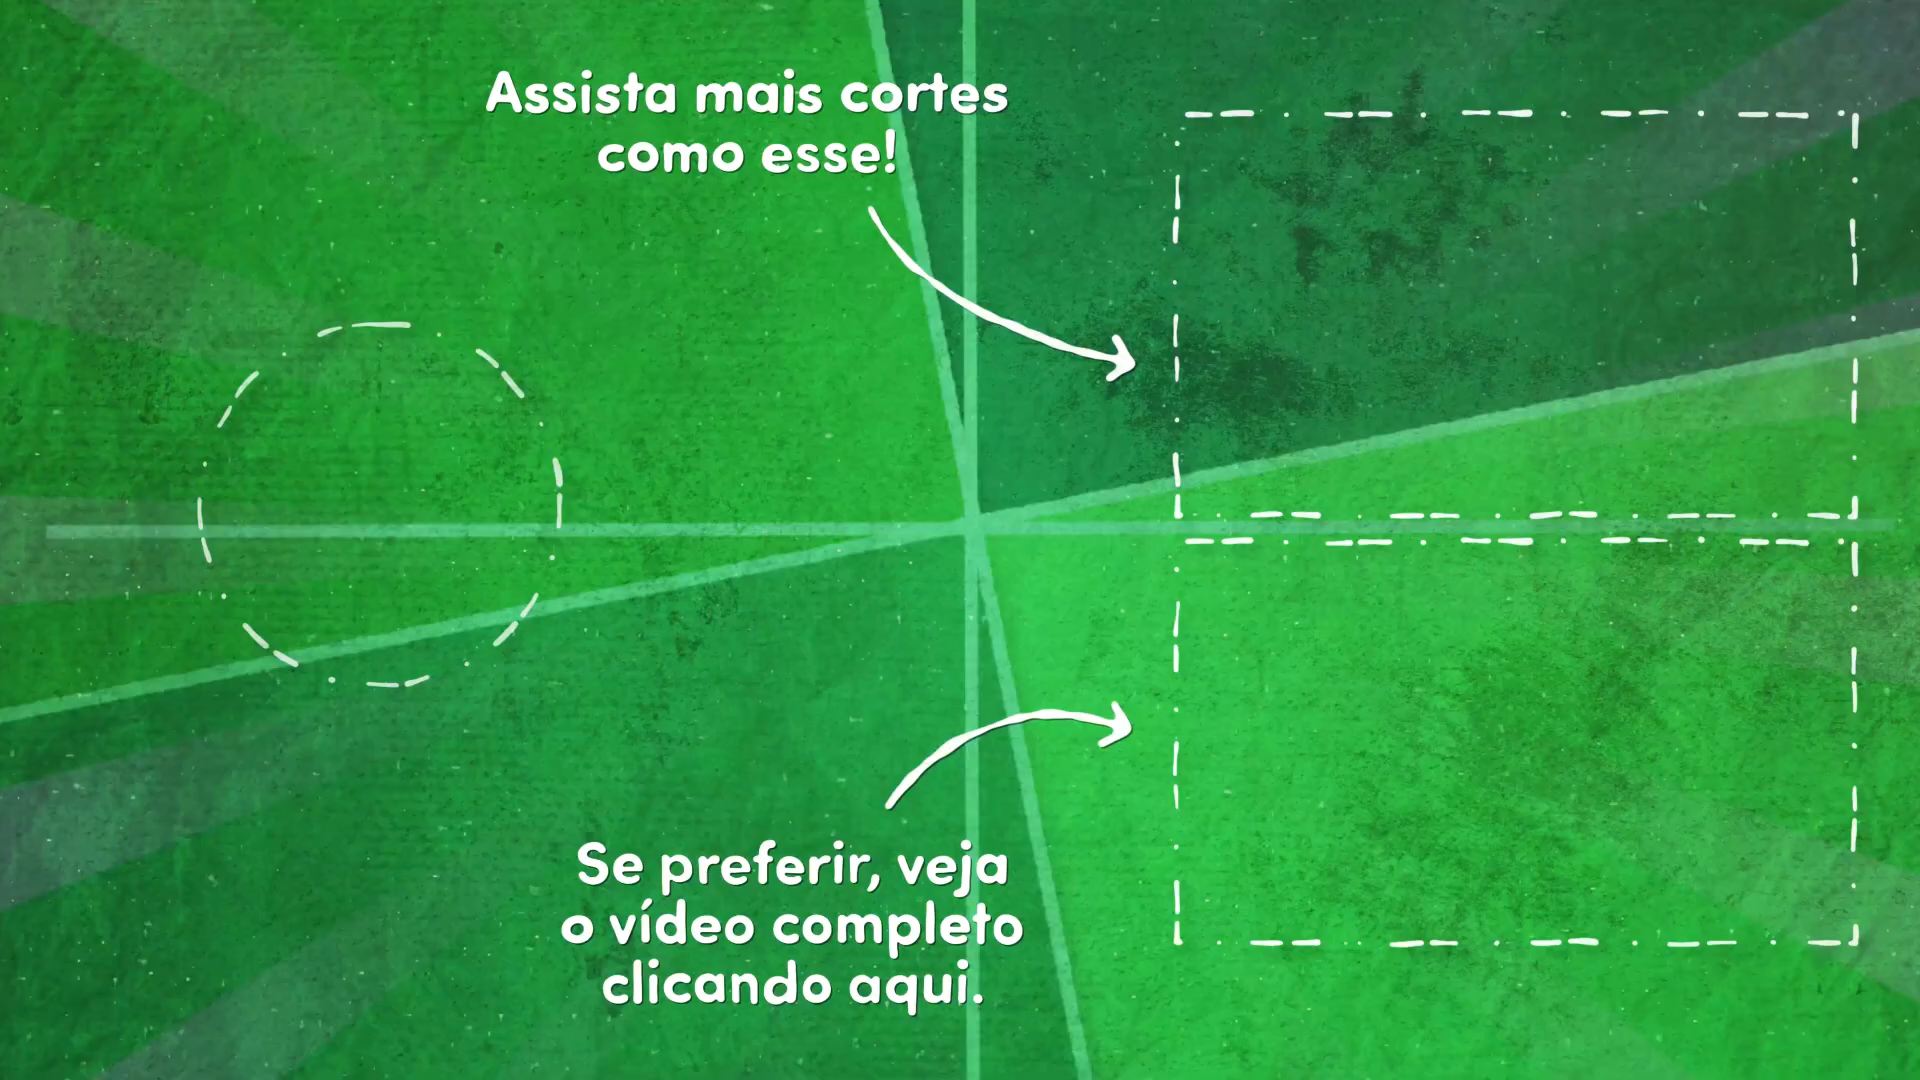 Assista mais cortes
como esse!
Se preferir, veja
o vídeo completo
clicando aqui.